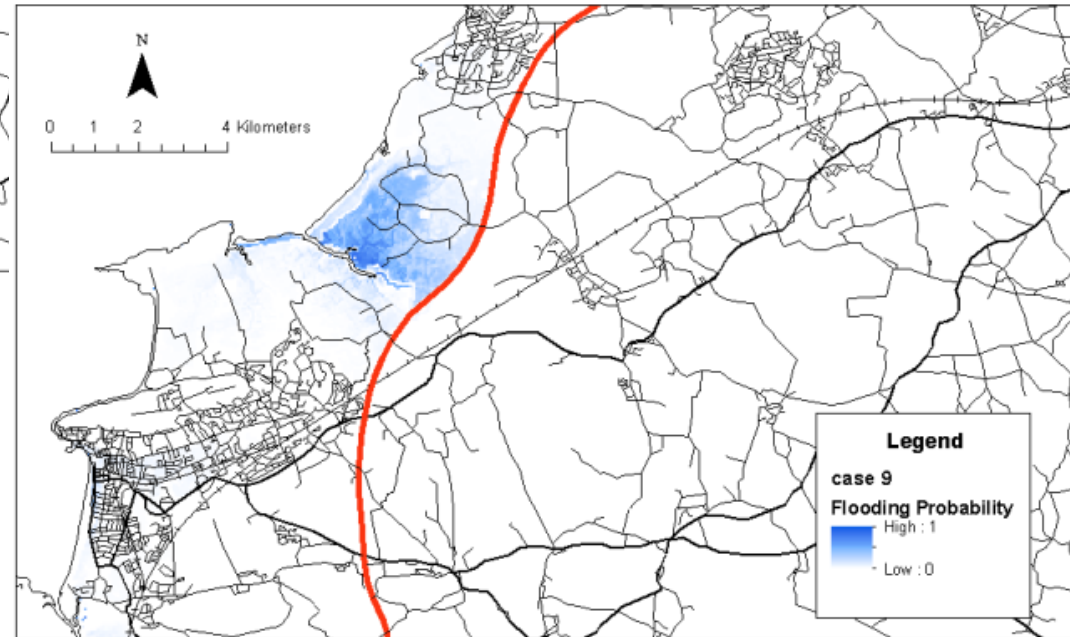 N
0 1 2 4 Kilometers
Legend
case 9
Flooding Probability
High : 1
Low : 0